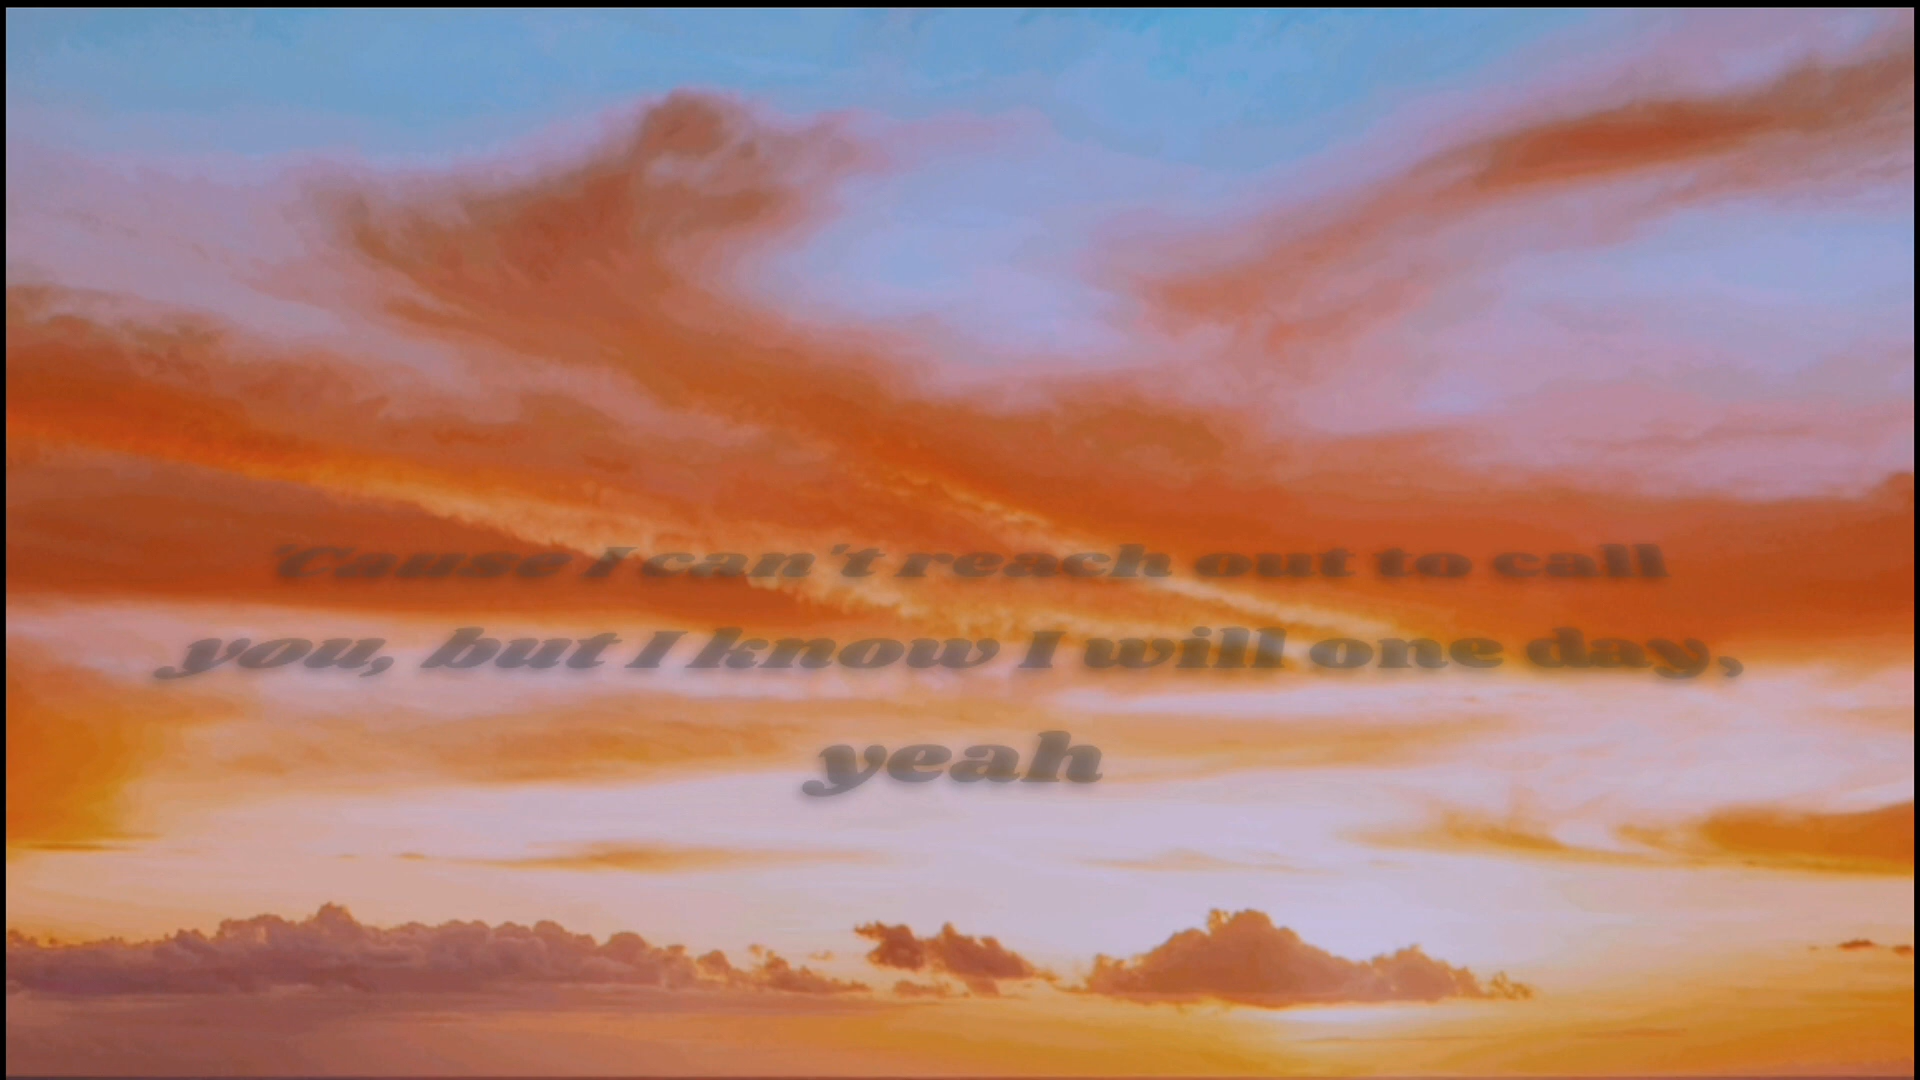 'Cause I can't reach out to call
you, but I know I will one day,
yeah